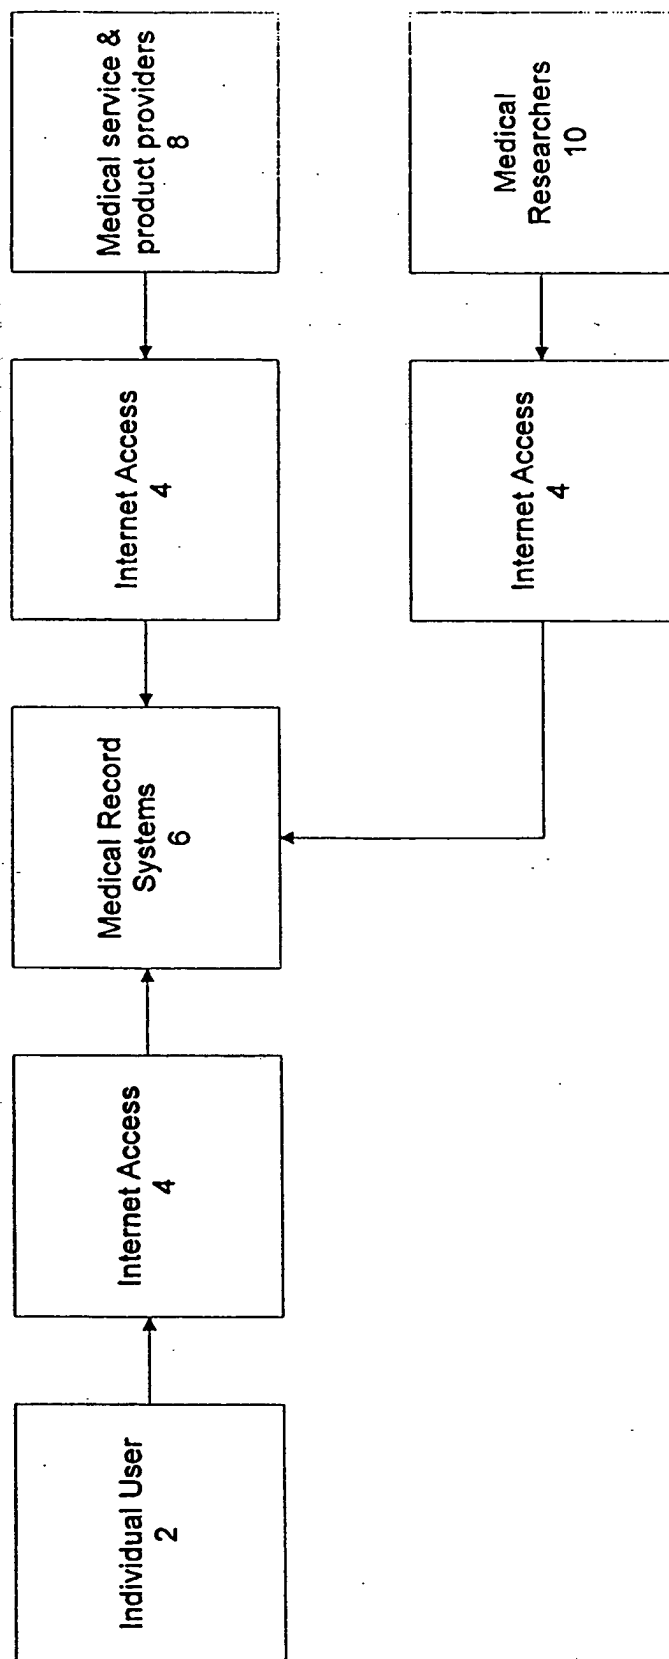 Individual User
2
Internet Access
4
Medical Record
Systems
6
Internet Access
4
Medical service &
product providers
8
Internet Access
4
Medical
Researchers
10